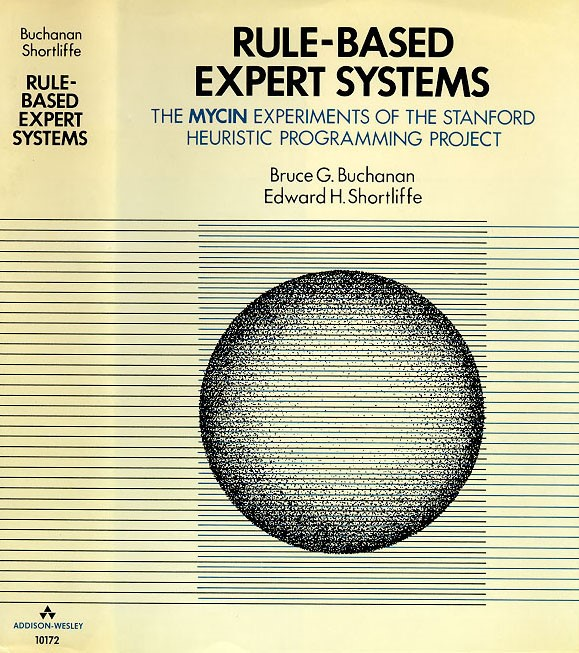 Buchanan
Shortliffe
RULE-
BASED
EXPERT
SYSTEMS
ADDISON-WESLEY
10172
RULE-BASED
EXPERT SYSTEMS
THE MYCIN EXPERIMENTS OF THE STANFORD
HEURISTIC PROGRAMMING PROJECT
Bruce G. Buchanan
Edward H. Shortliffe